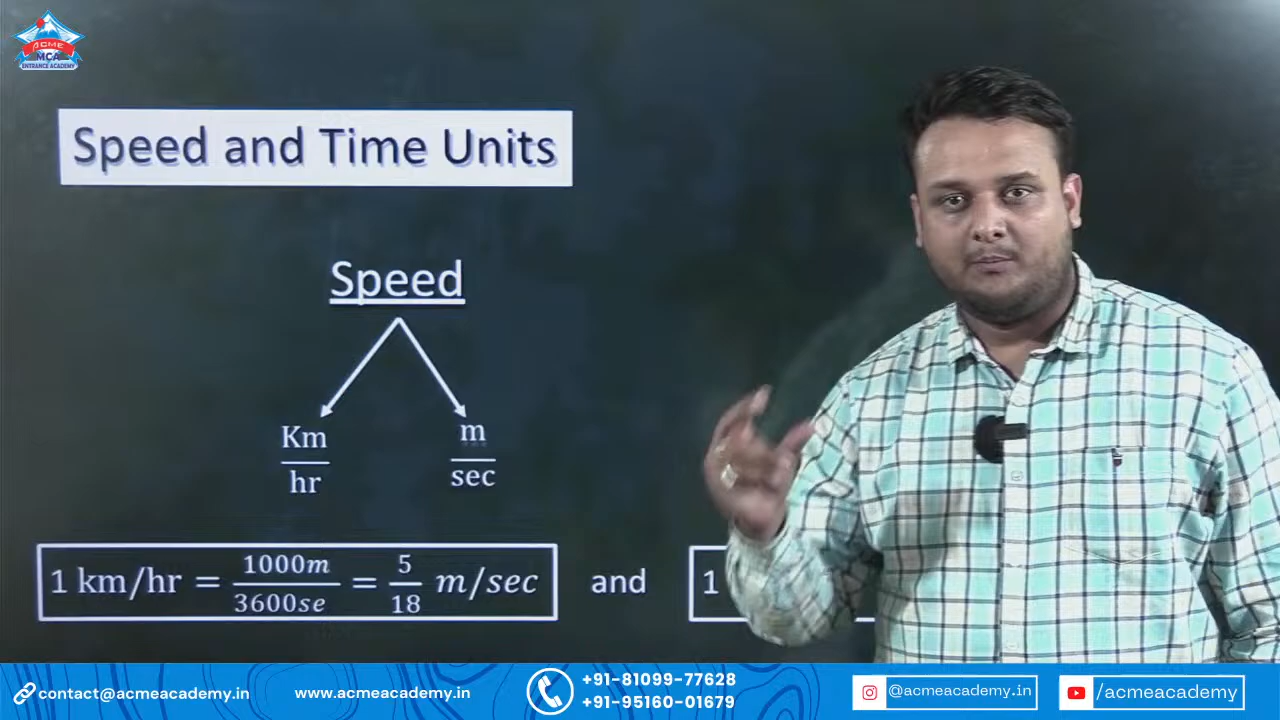 ACME
MCA
ENTRANCE ACADEMY
Speed and Time Units
Speed
Km
hr
m
sec
1 km/hr = 1000m/3600se = 5/18 m/sec
and
1
contact@acmeacademy.in
www.acmeacademy.in
+91-81099-77628
+91-95160-01679
@acmeacademy.in
/acmeacademy